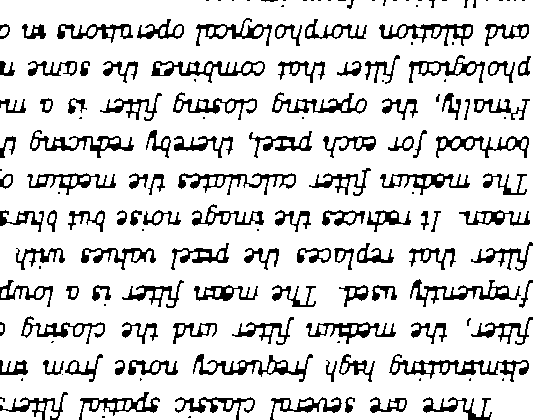 There are several classic spatial filters
eliminating high frequency noise from im
filter, the median filter and the closing o
frequently used. The mean filter is a lowp
filter that replaces the pixel values with
mean. It reduces the image noise but blurs
The median filter calculates the median o
borhood for each pixel, thereby reducing th
Finally, the opening closing filter is a m
phological filter that combines the same n
and dilation morphological operations in o